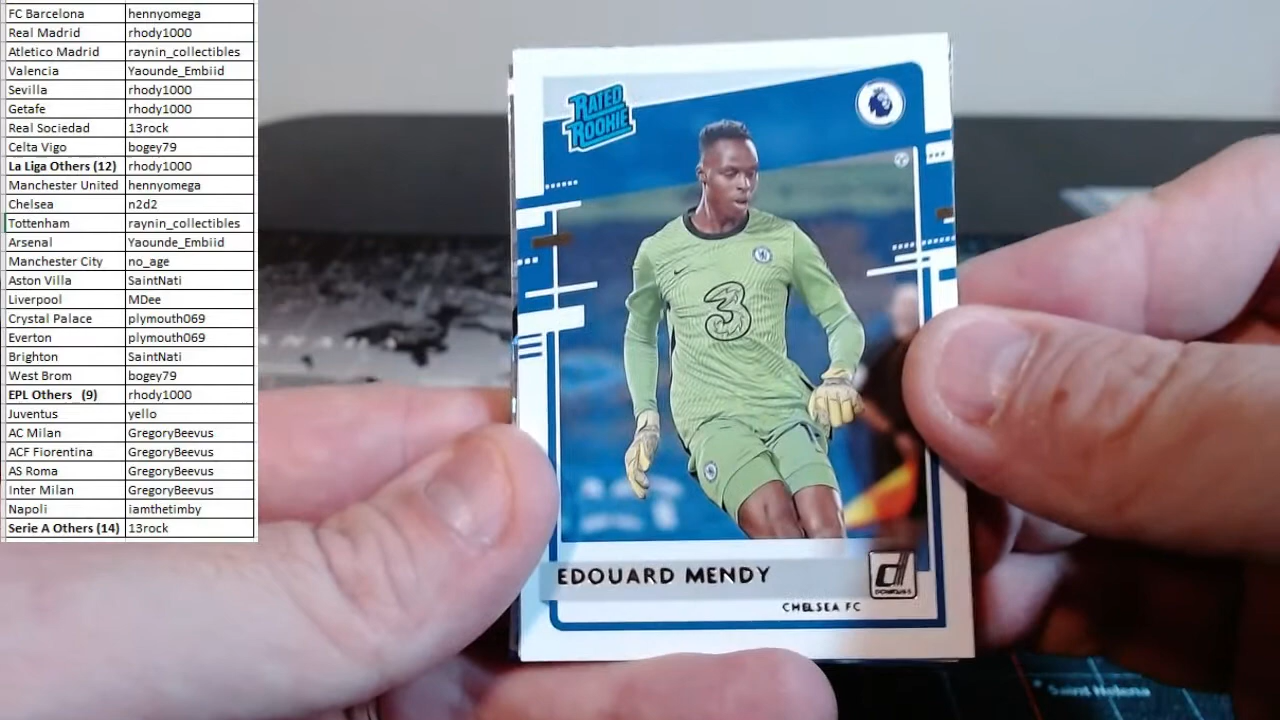 FC Barcelona hennyomega
Real Madrid rhody1000
Atletico Madrid raynin_collectibles
Valencia Yaounde_Embiid
Sevilla rhody1000
Getafe rhody1000
Real Sociedad 13rock
Celta Vigo bogey79
La Liga Others (12) rhody1000
Manchester United hennyomega
Chelsea n2d2
Tottenham raynin_collectibles
Arsenal Yaounde_Embiid
Manchester City no_age
Aston Villa SaintNati
Liverpool MDee
Crystal Palace plymouth069
Everton plymouth069
Brighton SaintNati
West Brom bogey79
EPL Others (9) rhody1000
Juventus yello
AC Milan GregoryBeevus
ACF Fiorentina GregoryBeevus
AS Roma GregoryBeevus
Inter Milan GregoryBeevus
Napoli iamthetimby
Serie A Others (14) 13rock
RATED
ROOKIE
3
EDOUARD MENDY
d
DONRUSS
CHELSEA FC
Saint Helena